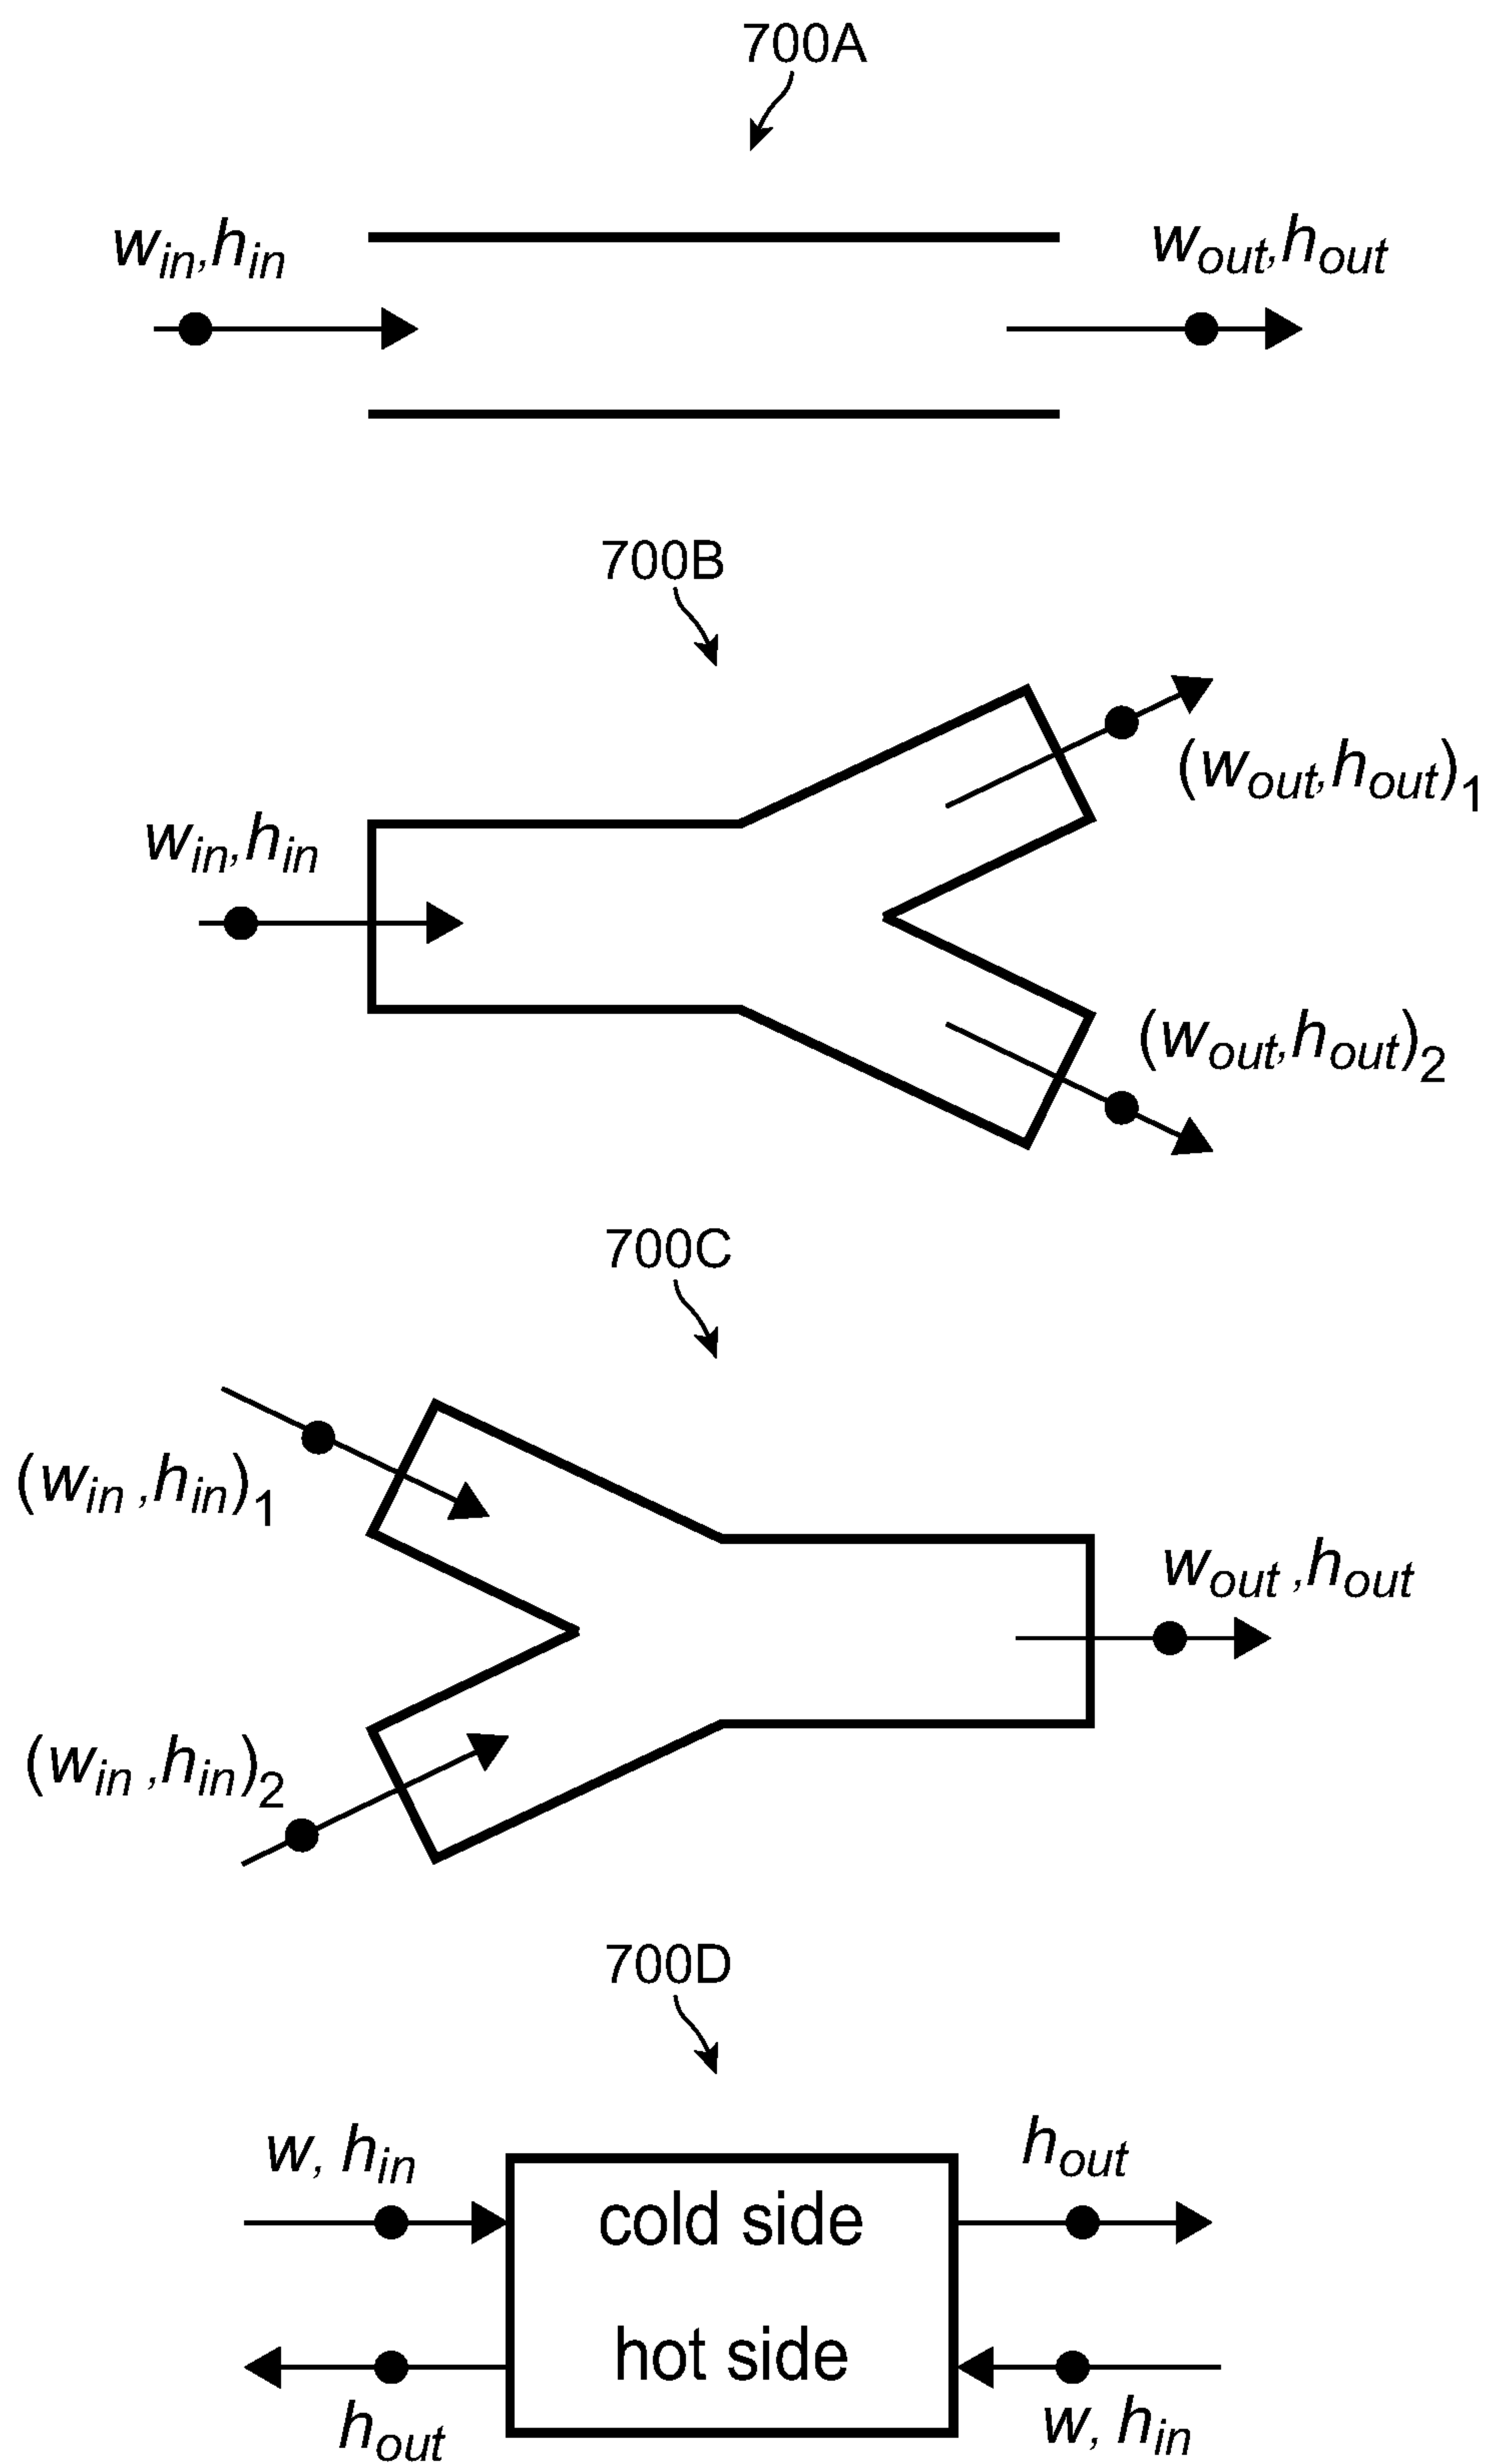 700A
w_in,h_in
w_out,h_out
700B
(w_out,h_out)_1
w_in,h_in
(w_out,h_out)_2
700C
(w_in ,h_in)_1
w_out ,h_out
(w_in ,h_in)_2
700D
w, h_in
h_out
cold side
hot side
h_out
w, h_in